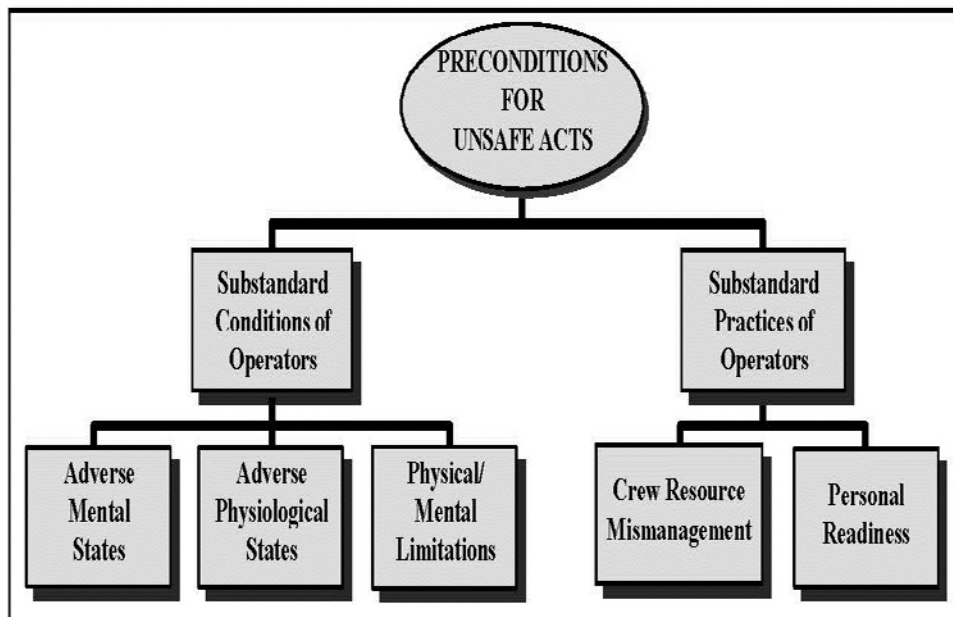 PRECONDITIONS
FOR
UNSAFE ACTS
Substandard
Conditions of
Operators
Substandard
Practices of
Operators
Adverse
Mental
States
Adverse
Physiological
States
Physical/
Mental
Limitations
Crew Resource
Mismanagement
Personal
Readiness